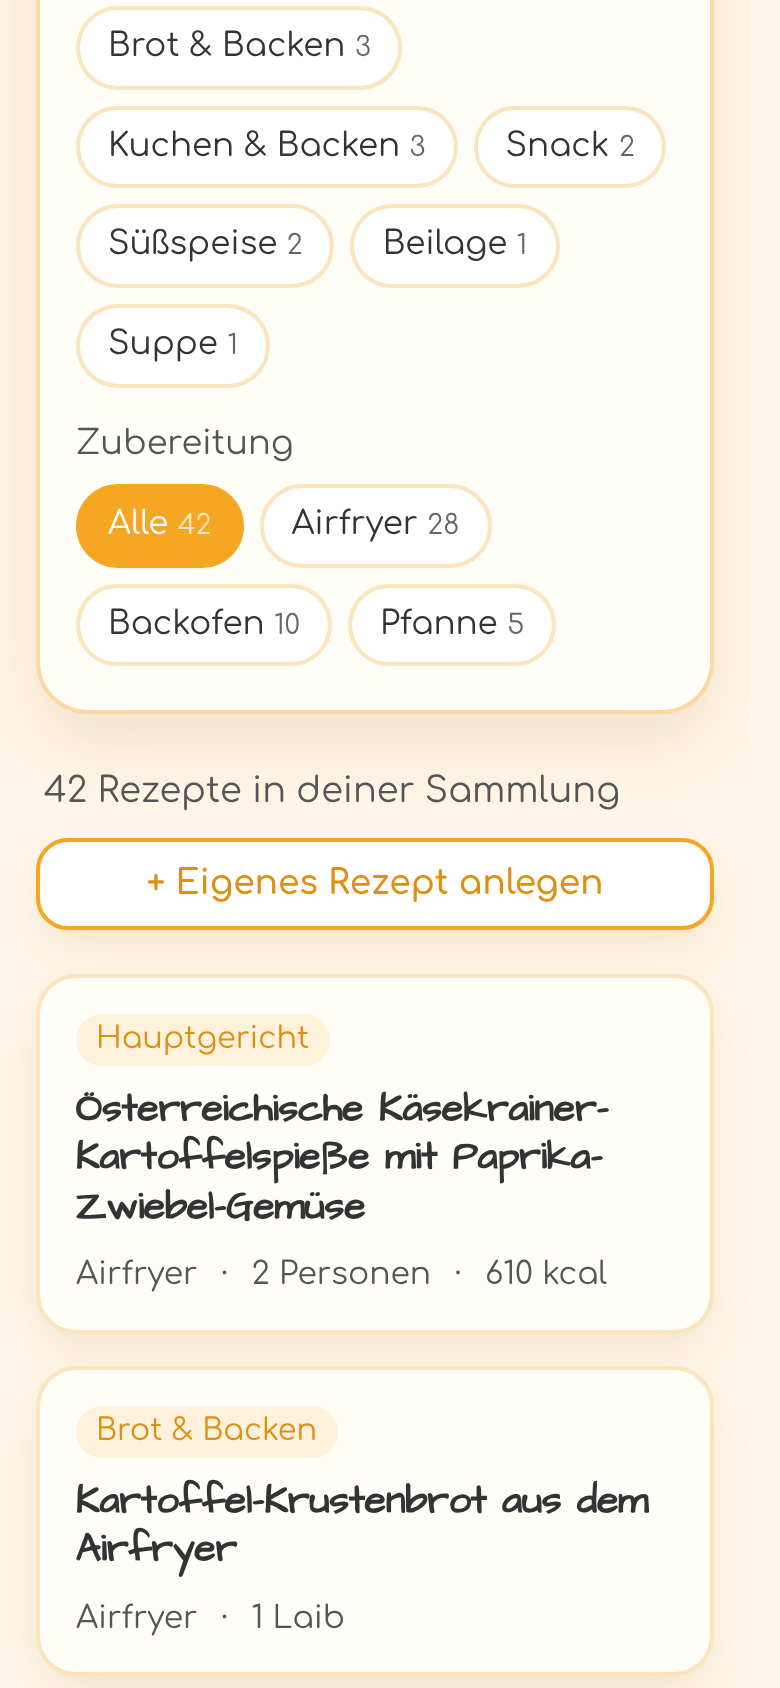 Brot & Backen 3
Kuchen & Backen 3
Snack 2
Süßspeise 2
Beilage 1
Suppe 1
Zubereitung
Alle 42
Airfryer 28
Backofen 10
Pfanne 5
42 Rezepte in deiner Sammlung
+ Eigenes Rezept anlegen
Hauptgericht
Österreichische Käsekrainer-
Kartoffelspieße mit Paprika-
Zwiebel-Gemüse
Airfryer · 2 Personen · 610 kcal
Brot & Backen
Kartoffel-Krustenbrot aus dem
Airfryer
Airfryer · 1 Laib